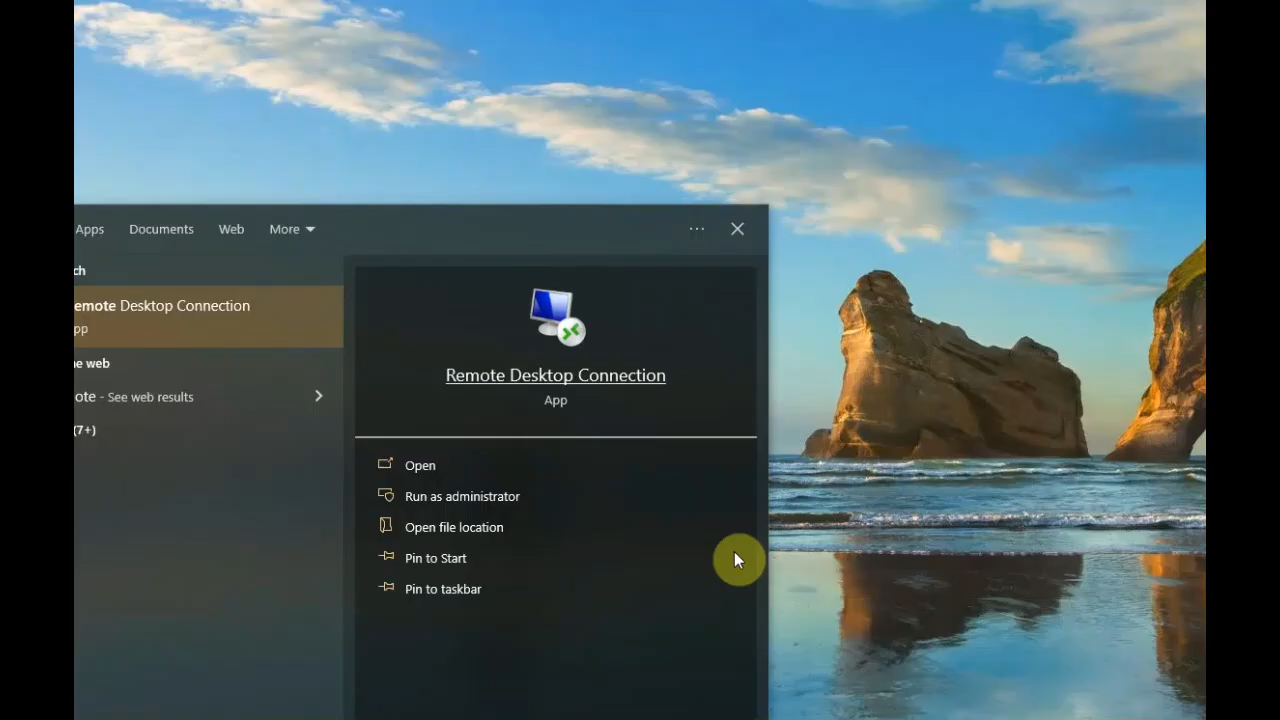 Apps Documents Web More ...
ch
emote Desktop Connection
pp
e web
ote - See web results
(7+)
Remote Desktop Connection
App
Open
Run as administrator
Open file location
Pin to Start
Pin to taskbar